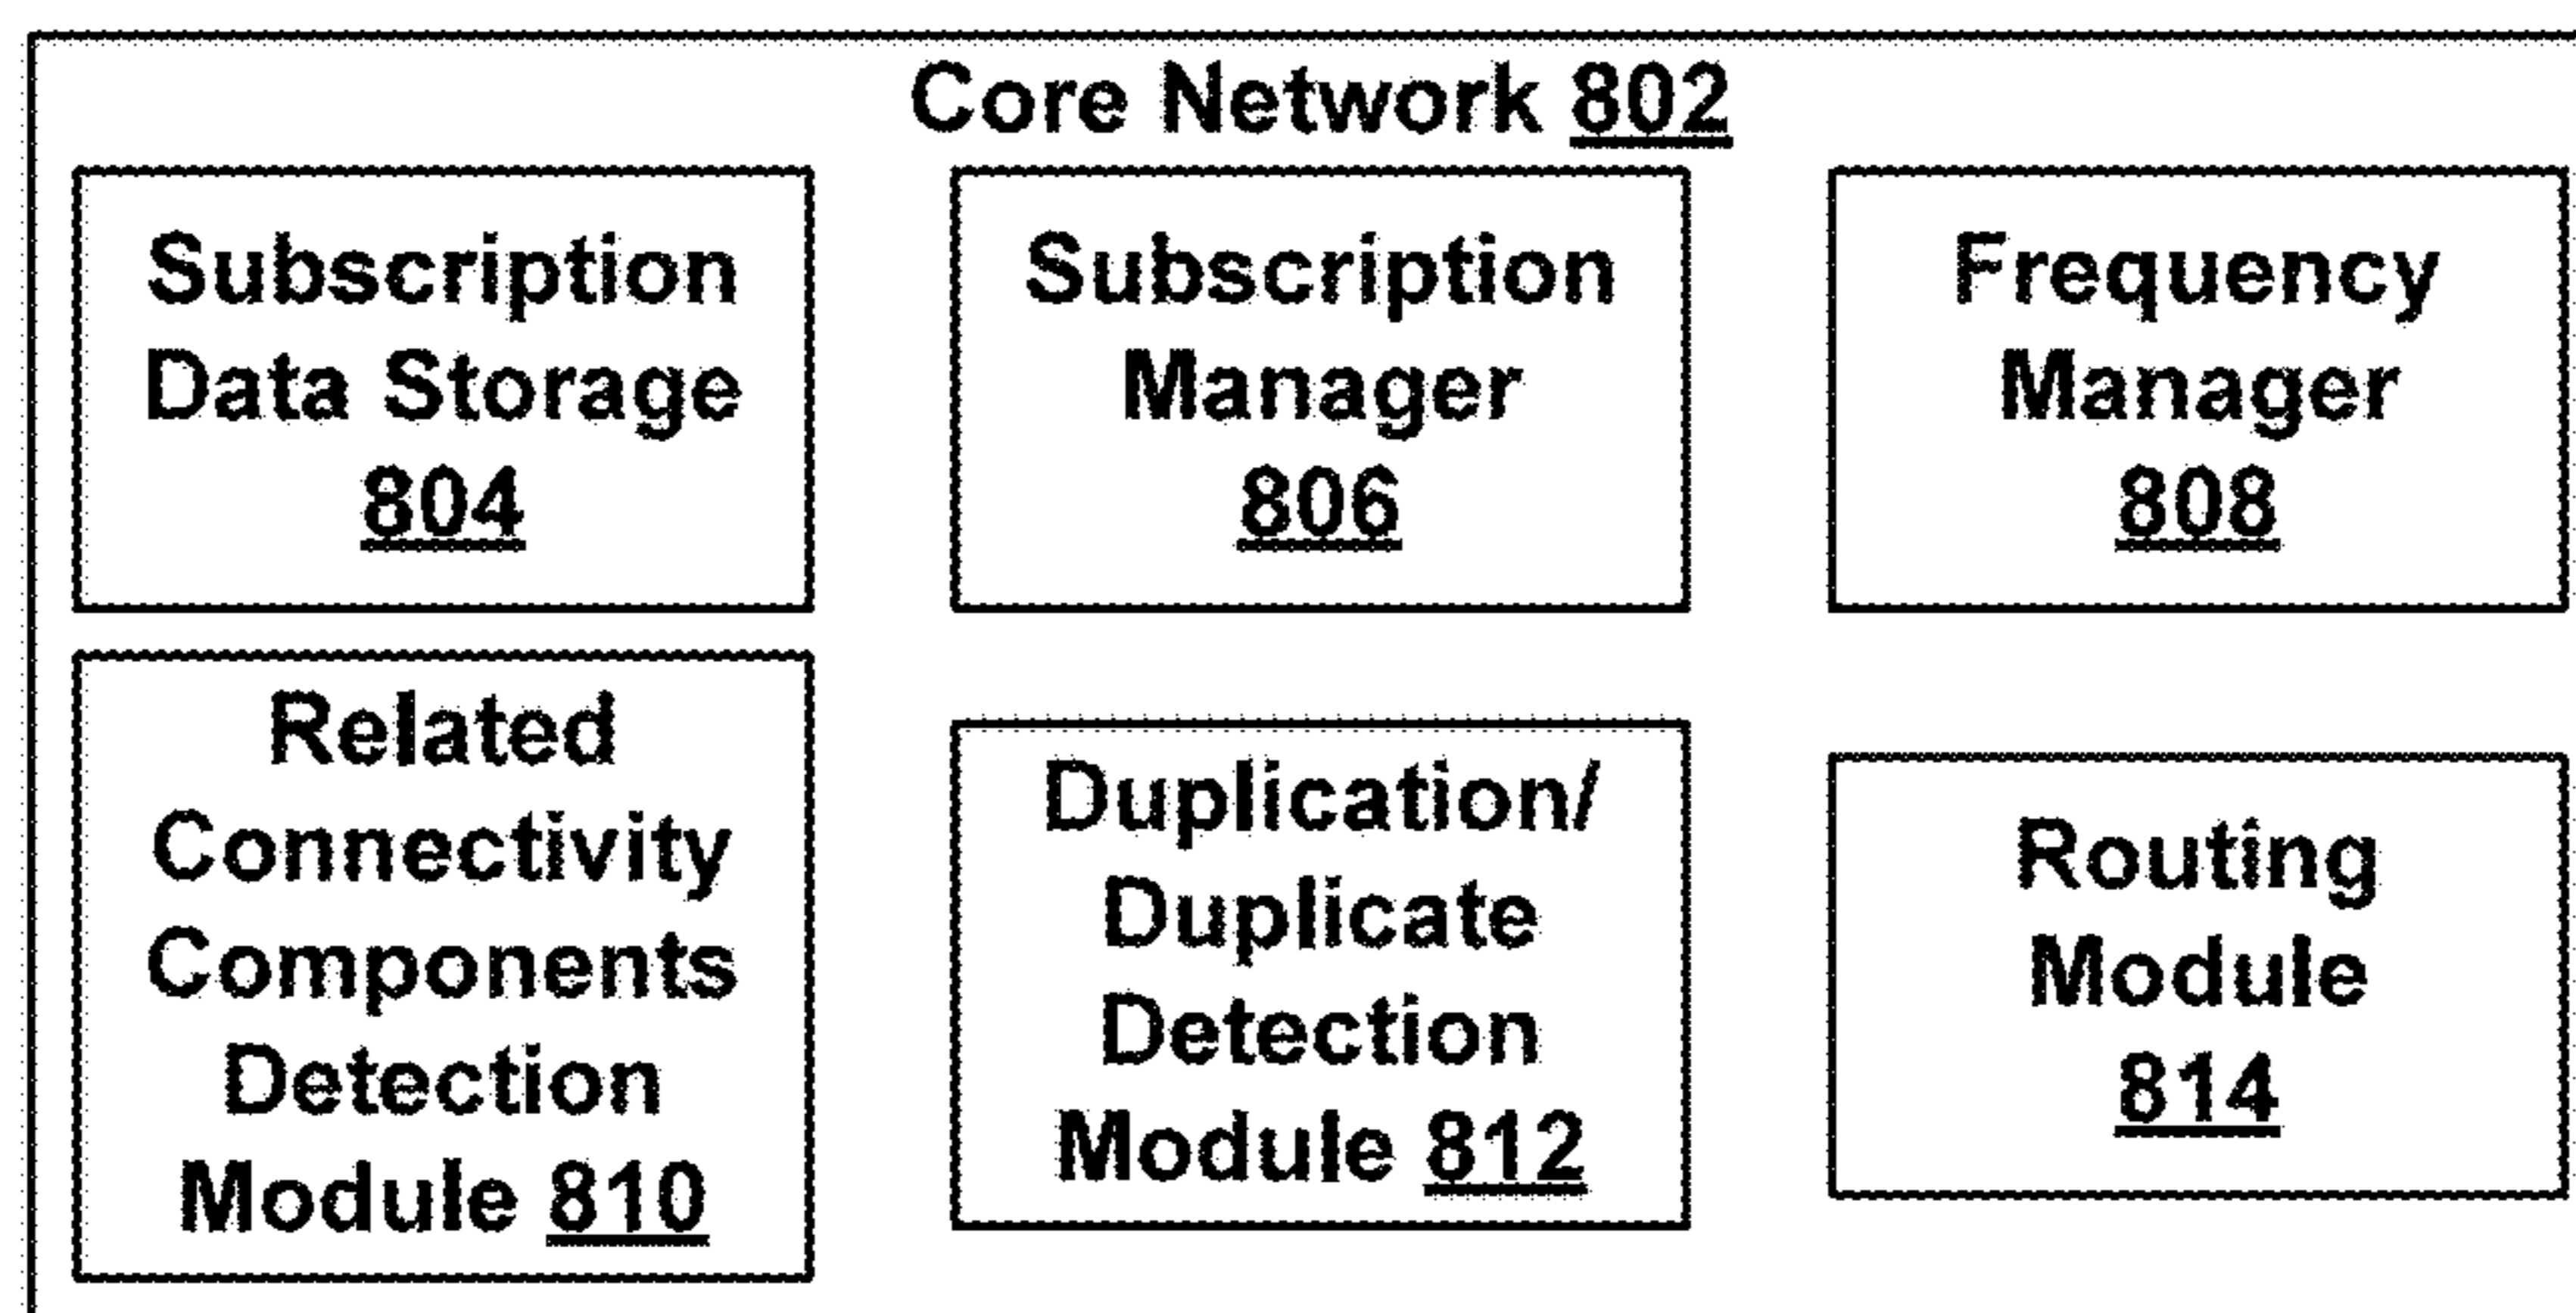 Core Network 802
Subscription
Data Storage
804
Subscription
Manager
806
Frequency
Manager
808
Related
Connectivity
Components
Detection
Module 810
Duplication/
Duplicate
Detection
Module 812
Routing
Module
814